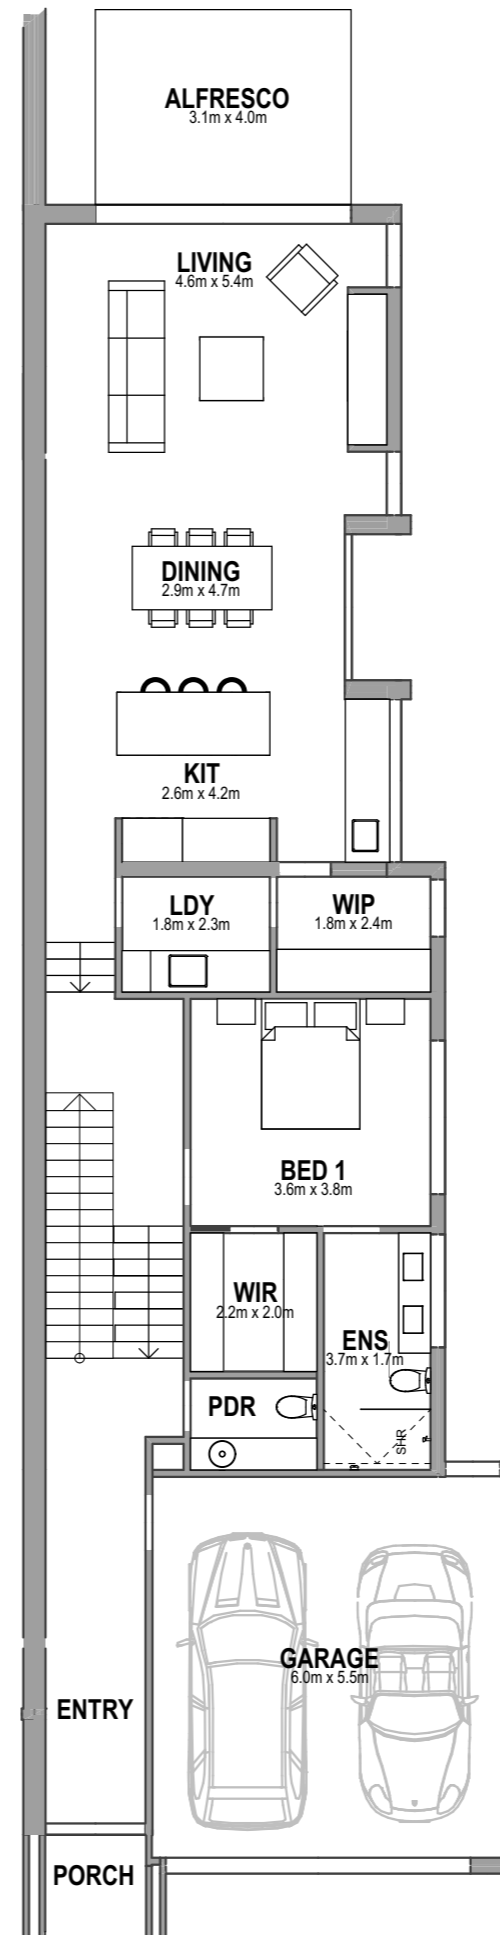 ALFRESCO
3.1m x 4.0m
LIVING
4.6m x 5.4m
DINING
2.9m x 4.7m
KIT
2.6m x 4.2m
LDY
1.8m x 2.3m
WIP
1.8m x 2.4m
BED 1
3.6m x 3.8m
WIR
2.2m x 2.0m
ENS
3.7m x 1.7m
PDR
SHR
GARAGE
6.0m x 5.5m
ENTRY
PORCH